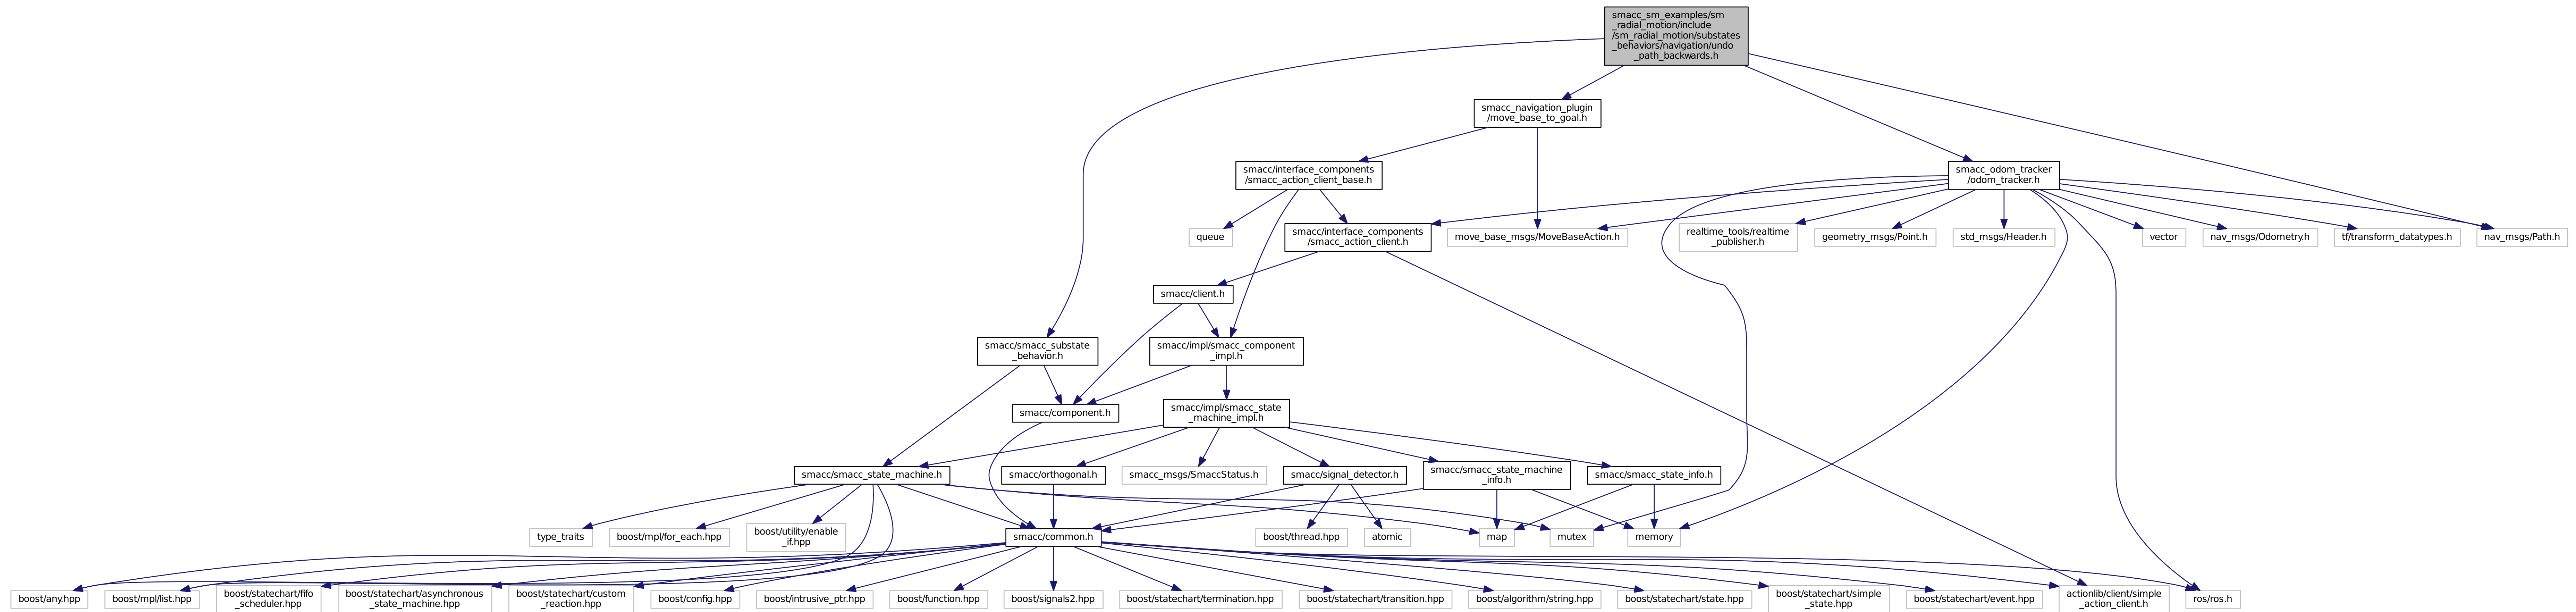 smacc_sm_examples/sm
_radial_motion/include
/sm_radial_motion/substates
_behaviors/navigation/undo
_path_backwards.h
smacc_navigation_plugin
/move_base_to_goal.h
smacc/interface_components
/smacc_action_client_base.h
smacc_odom_tracker
/odom_tracker.h
queue
smacc/interface_components
/smacc_action_client.h
move_base_msgs/MoveBaseAction.h
realtime_tools/realtime
_publisher.h
geometry_msgs/Point.h
std_msgs/Header.h
vector
nav_msgs/Odometry.h
tf/transform_datatypes.h
nav_msgs/Path.h
smacc/client.h
smacc/smacc_substate
_behavior.h
smacc/impl/smacc_component
_impl.h
smacc/component.h
smacc/impl/smacc_state
_machine_impl.h
smacc/smacc_state_machine.h
smacc/orthogonal.h
smacc_msgs/SmaccStatus.h
smacc/signal_detector.h
smacc/smacc_state_machine
_info.h
smacc/smacc_state_info.h
type_traits
boost/mpl/for_each.hpp
boost/utility/enable
_if.hpp
smacc/common.h
boost/thread.hpp
atomic
map
mutex
memory
boost/any.hpp
boost/mpl/list.hpp
boost/statechart/fifo
_scheduler.hpp
boost/statechart/asynchronous
_state_machine.hpp
boost/statechart/custom
_reaction.hpp
boost/config.hpp
boost/intrusive_ptr.hpp
boost/function.hpp
boost/signals2.hpp
boost/statechart/termination.hpp
boost/statechart/transition.hpp
boost/algorithm/string.hpp
boost/statechart/state.hpp
boost/statechart/simple
_state.hpp
boost/statechart/event.hpp
actionlib/client/simple
_action_client.h
ros/ros.h